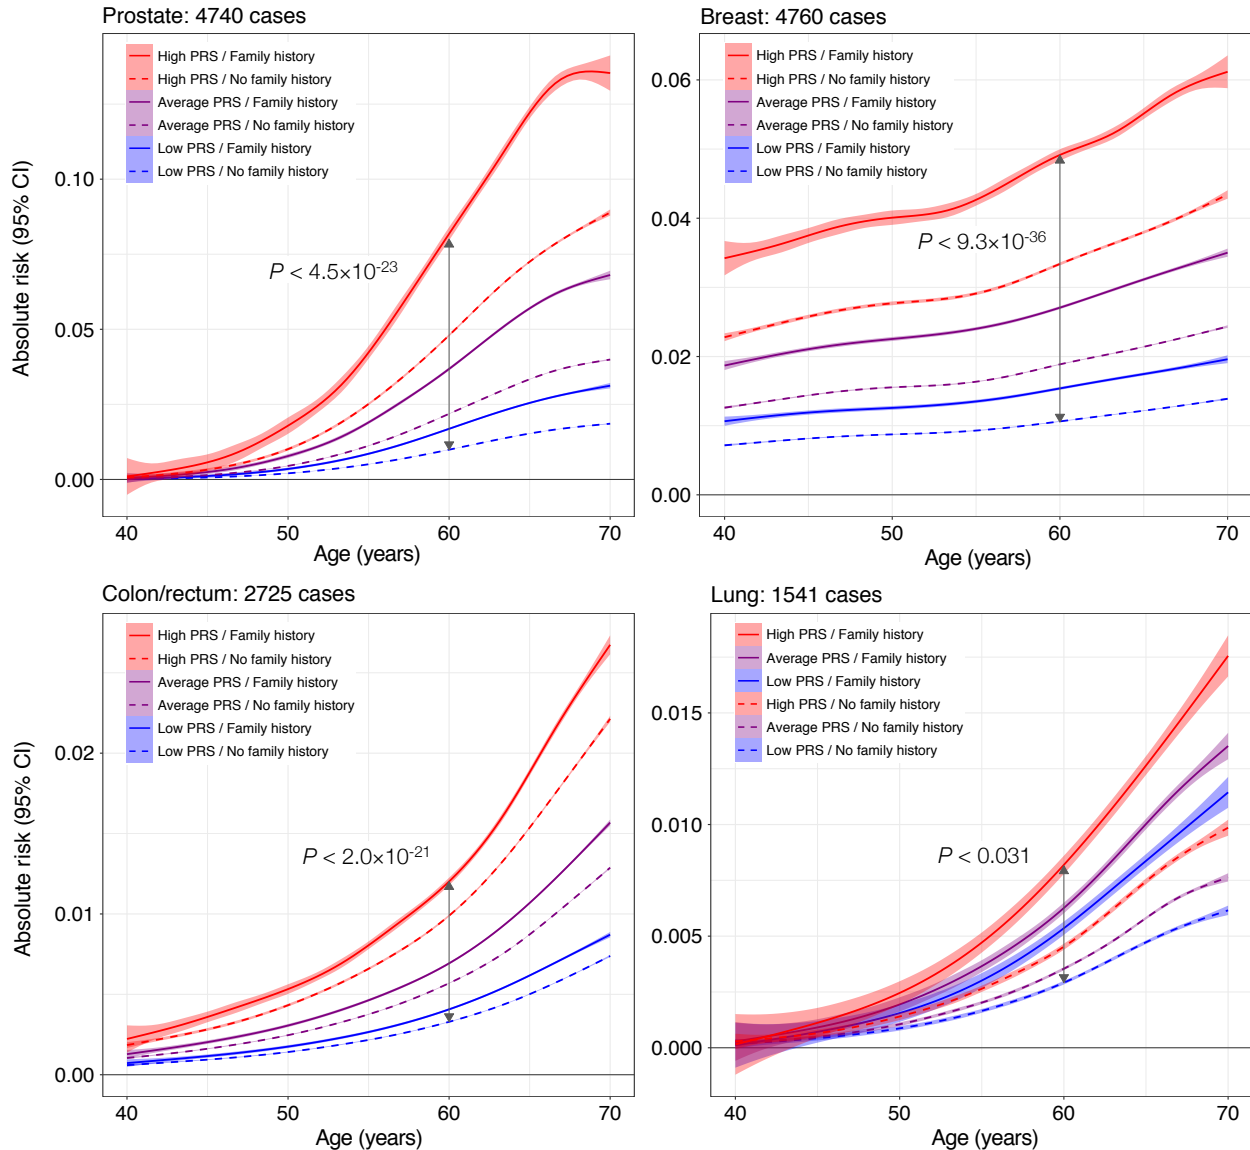 Prostate: 4740 cases
High PRS / Family history
High PRS / No family history
Average PRS / Family history
Average PRS / No family history
Low PRS / Family history
Low PRS / No family history
P < 4.5×10-23
Absolute risk (95% CI)
0.10
0.05
0.00
40 50 60 70
Age (years)
Breast: 4760 cases
High PRS / Family history
High PRS / No family history
Average PRS / Family history
Average PRS / No family history
Low PRS / Family history
Low PRS / No family history
P < 9.3×10-36
0.06
0.04
0.02
0.00
40 50 60 70
Age (years)
Colon/rectum: 2725 cases
High PRS / Family history
High PRS / No family history
Average PRS / Family history
Average PRS / No family history
Low PRS / Family history
Low PRS / No family history
P < 2.0×10-21
Absolute risk (95% CI)
0.02
0.01
0.00
40 50 60 70
Age (years)
Lung: 1541 cases
High PRS / Family history
Average PRS / Family history
Low PRS / Family history
High PRS / No family history
Average PRS / No family history
Low PRS / No family history
P < 0.031
0.015
0.010
0.005
0.000
40 50 60 70
Age (years)